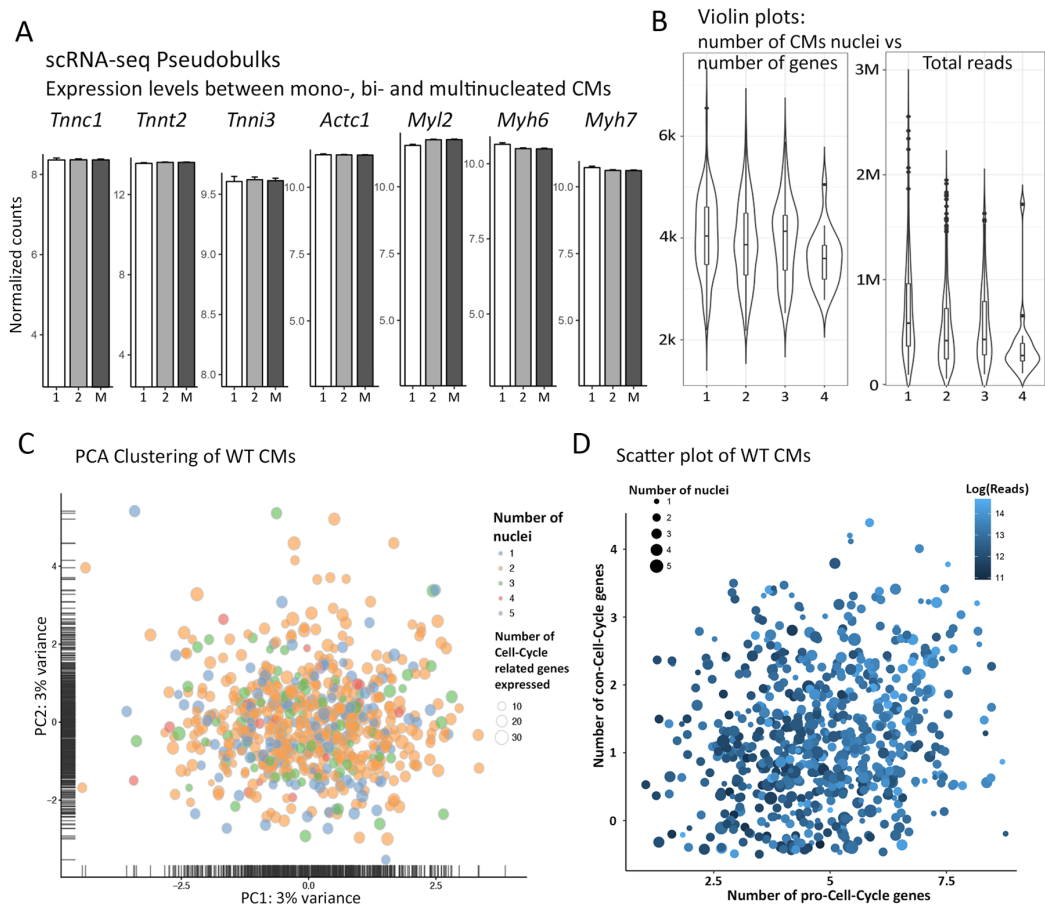 A
scRNA-seq Pseudobulks
Expression levels between mono-, bi- and multinucleated CMs
Tnnc1 Tnnt2 Tnni3 Actc1 Myl2 Myh6 Myh7
Normalized counts
8
6
4
12
8
4
9.5
9.0
8.5
8.0
10.0
5.0
10.0
5.0
10.0
5.0
10.0
5.0
1 2 M 1 2 M 1 2 M 1 2 M 1 2 M 1 2 M 1 2 M
B
Violin plots:
number of CMs nuclei vs
number of genes
Total reads
6k
4k
2k
1 2 3 4
3M
2M
1M
0
1 2 3 4
C
PCA Clustering of WT CMs
PC2: 3% variance
4
2
0
−2
−2.5 0.0 2.5
PC1: 3% variance
Number of
nuclei
1
2
3
4
5
Number of
Cell-Cycle
related genes
expressed
10
20
30
D
Scatter plot of WT CMs
Number of nuclei
1
2
3
4
5
Log(Reads)
14
13
12
11
Number of con-Cell-Cycle genes
4
3
2
1
0
2.5 5 7.5
Number of pro-Cell-Cycle genes